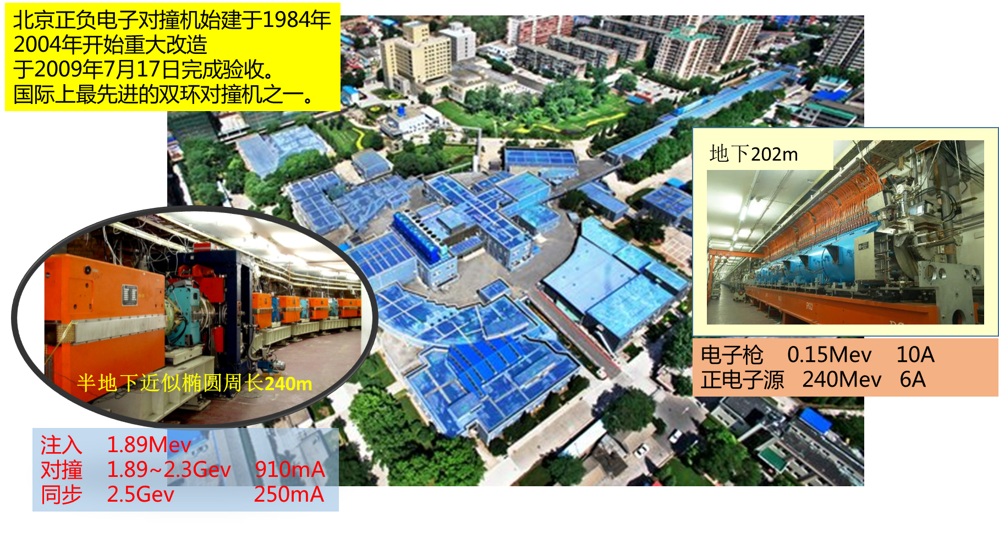 北京正负电子对撞机始建于1984年
2004年开始重大改造
于2009年7月17日完成验收。
国际上最先进的双环对撞机之一。
地下202m
PG2
电子枪 0.15Mev 10A
正电子源 240Mev 6A
半地下近似椭圆周长240m
注入 1.89Mev
对撞 1.89~2.3Gev 910mA
同步 2.5Gev 250mA